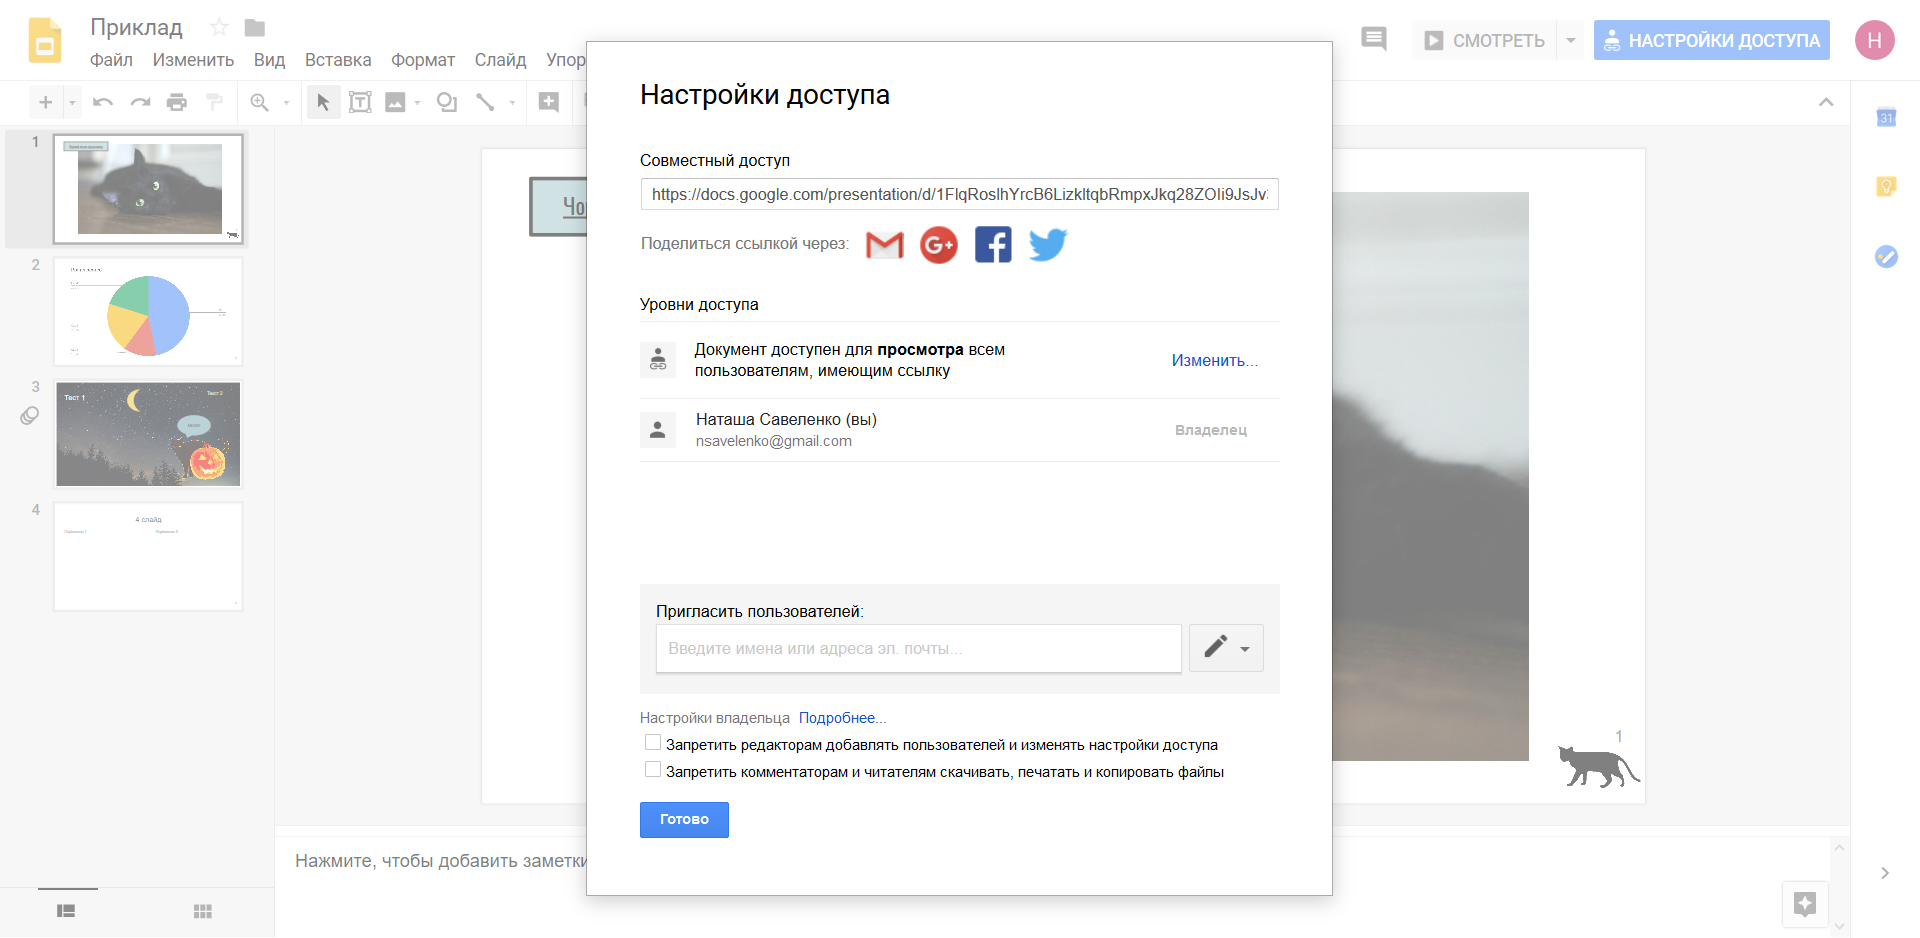 Приклад
Файл Изменить Вид Вставка Формат Слайд Упор
СМОТРЕТЬ
НАСТРОЙКИ ДОСТУПА
Н
31
1
2
3
Тест 1
Тест 2
4
4 слайд
Чо
1
Нажмите, чтобы добавить заметки
Настройки доступа
Совместный доступ
https://docs.google.com/presentation/d/1FlqRoslhYrcB6LizkltqbRmpxJkq28ZOIi9JsJv
Поделиться ссылкой через:
Уровни доступа
Документ доступен для просмотра всем
пользователям, имеющим ссылку
Изменить...
Наташа Савеленко (вы)
nsavelenko@gmail.com
Владелец
Пригласить пользователей:
Введите имена или адреса эл. почты...
Настройки владельца Подробнее...
Запретить редакторам добавлять пользователей и изменять настройки доступа
Запретить комментаторам и читателям скачивать, печатать и копировать файлы
Готово